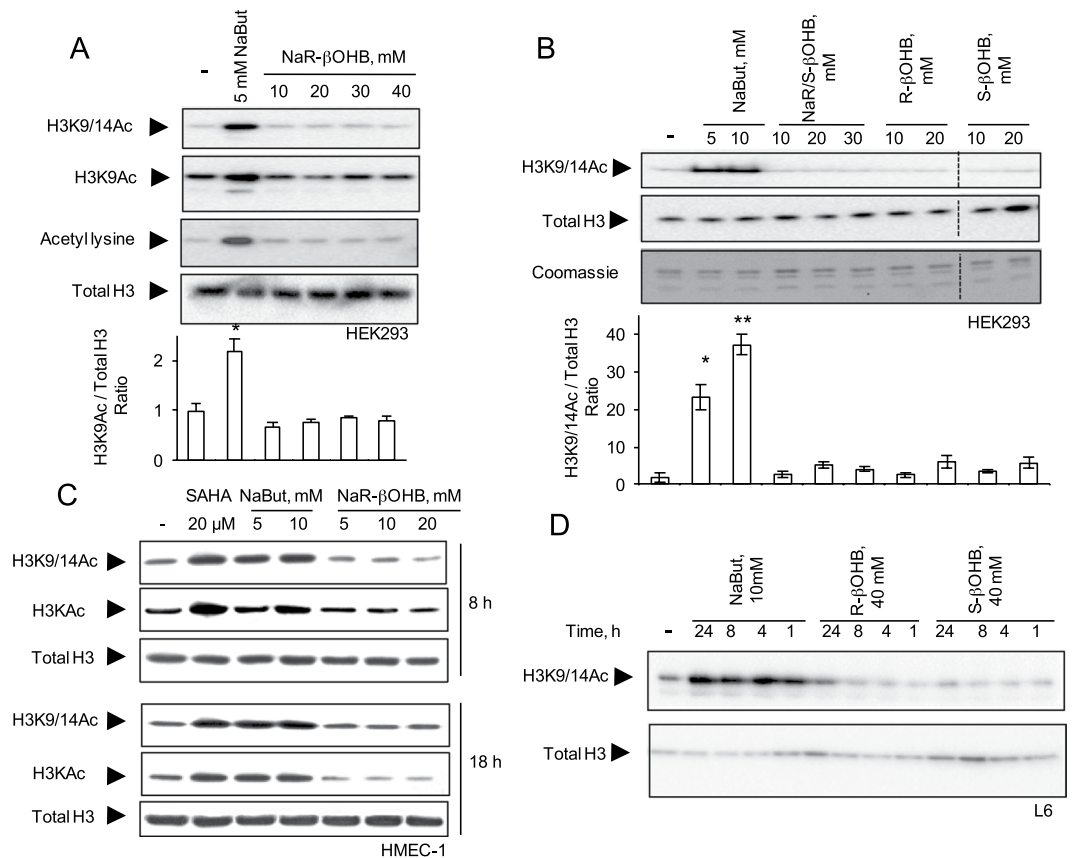 A
-
5 mM NaBut
NaR-βOHB, mM
10 20 30 40
H3K9/14Ac
H3K9Ac
Acetyl lysine
Total H3
HEK293
H3K9Ac / Total H3
Ratio
2
1
0
*
B
-
NaBut, mM
NaR/S-βOHB,
mM
R-βOHB,
mM
S-βOHB,
mM
5 10 10 20 30 10 20 10 20
H3K9/14Ac
Total H3
Coomassie
HEK293
H3K9/14Ac / Total H3
Ratio
40
30
20
10
0
*
**
C
SAHA NaBut, mM NaR-βOHB, mM
- 20 µM 5 10 5 10 20
H3K9/14Ac
H3KAc
Total H3
8 h
H3K9/14Ac
H3KAc
Total H3
18 h
HMEC-1
D
NaBut,
10mM
R-βOHB,
40 mM
S-βOHB,
40 mM
Time, h - 24 8 4 1 24 8 4 1 24 8 4 1
H3K9/14Ac
Total H3
L6